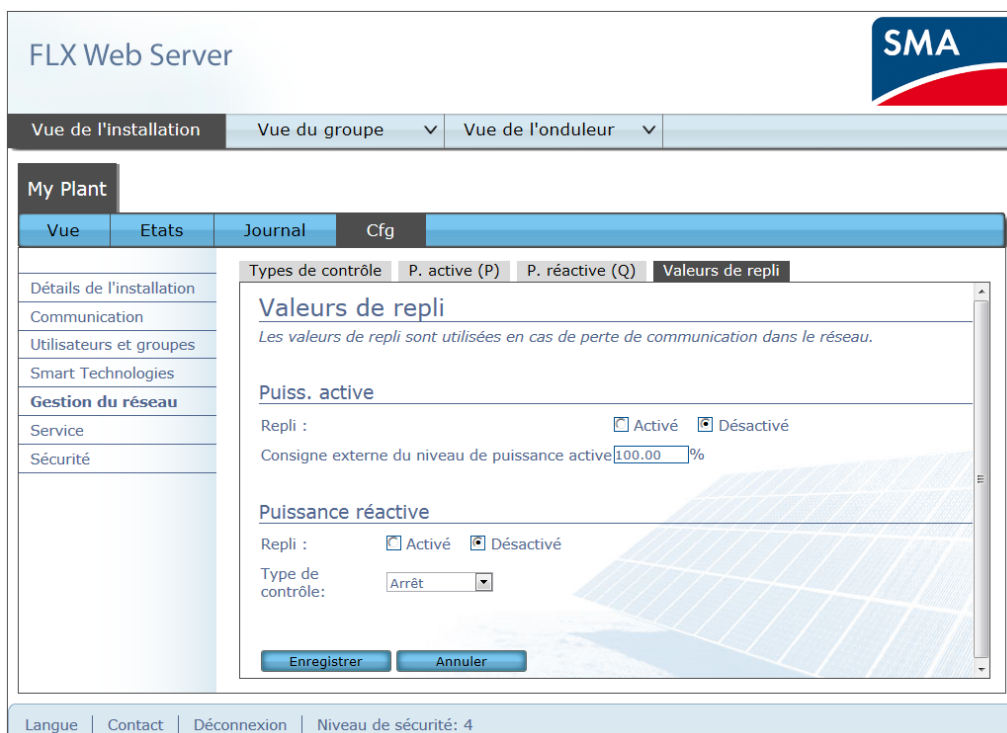 FLX Web Server
SMA
Vue de l'installation
Vue du groupe
Vue de l'onduleur
My Plant
Vue
Etats
Journal
Cfg
Détails de l'installation
Communication
Utilisateurs et groupes
Smart Technologies
Gestion du réseau
Service
Sécurité
Types de contrôle
P. active (P)
P. réactive (Q)
Valeurs de repli
Valeurs de repli
Les valeurs de repli sont utilisées en cas de perte de communication dans le réseau.
Puiss. active
Repli : Activé Désactivé
Consigne externe du niveau de puissance active 100.00 %
Puissance réactive
Repli : Activé Désactivé
Type de
contrôle: Arrêt
Enregistrer Annuler
Langue | Contact | Déconnexion | Niveau de sécurité: 4